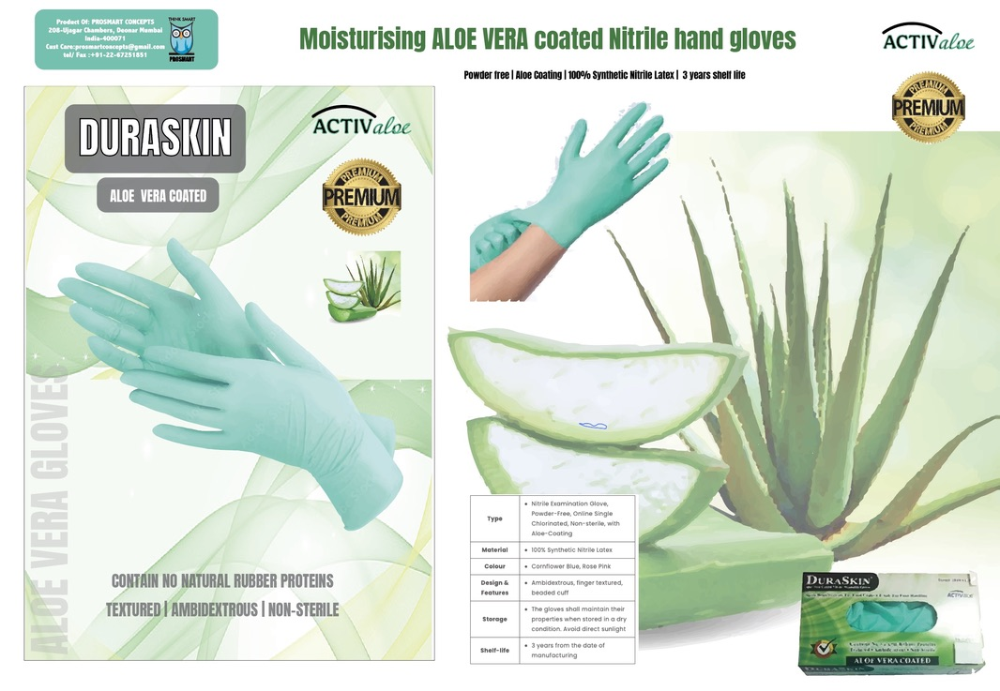 Product Of: PROSMART CONCEPTS
208-Ujagar Chambers, Deonar Mumbai
India-400071
Cust Care:prosmartconcepts@gmail.com
tel/ Fax :+91-22-67251851
THINK SMART
PROSMART
Moisturising ALOE VERA coated Nitrile hand gloves
Powder free | Aloe Coating | 100% Synthetic Nitrile Latex | 3 years shelf life
ACTIValoe
PREMIUM
PREMIUM
PREMIUM
DURASKIN
ALOE VERA COATED
ACTIValoe
PREMIUM
PREMIUM
PREMIUM
ALOE VERA GLOVES
CONTAIN NO NATURAL RUBBER PROTEINS
TEXTURED | AMBIDEXTROUS | NON-STERILE
Type
• Nitrile Examination Glove,
Powder-Free, Online Single
Chlorinated, Non-sterile, with
Aloe-Coating
Material
• 100% Synthetic Nitrile Latex
Colour
• Cornflower Blue, Rose Pink
Design &
Features
• Ambidextrous, finger textured,
beaded cuff
Storage
• The gloves shall maintain their
properties when stored in a dry
condition. Avoid direct sunlight
Shelf-life
• 3 years from the date of
manufacturing
DURASKIN
ACTIValoe
ALOE VERA COATED
DURASKIN